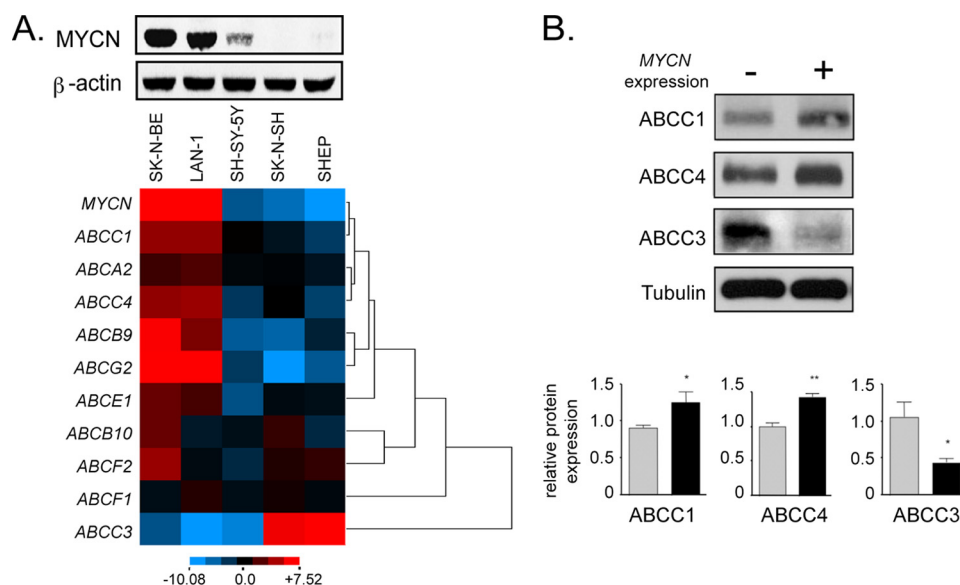 A.
MYCN
β-actin
SK-N-BE
LAN-1
SH-SY-5Y
SK-N-SH
SHEP
MYCN
ABCC1
ABCA2
ABCC4
ABCB9
ABCG2
ABCE1
ABCB10
ABCF2
ABCF1
ABCC3
-10.08 0.0 +7.52
B.
MYCN
expression - +
ABCC1
ABCC4
ABCC3
Tubulin
relative protein
expression
1.5
1.0
0.5
0
*
ABCC1
1.5
1.0
0.5
0
**
ABCC4
1.5
1.0
0.5
0
*
ABCC3